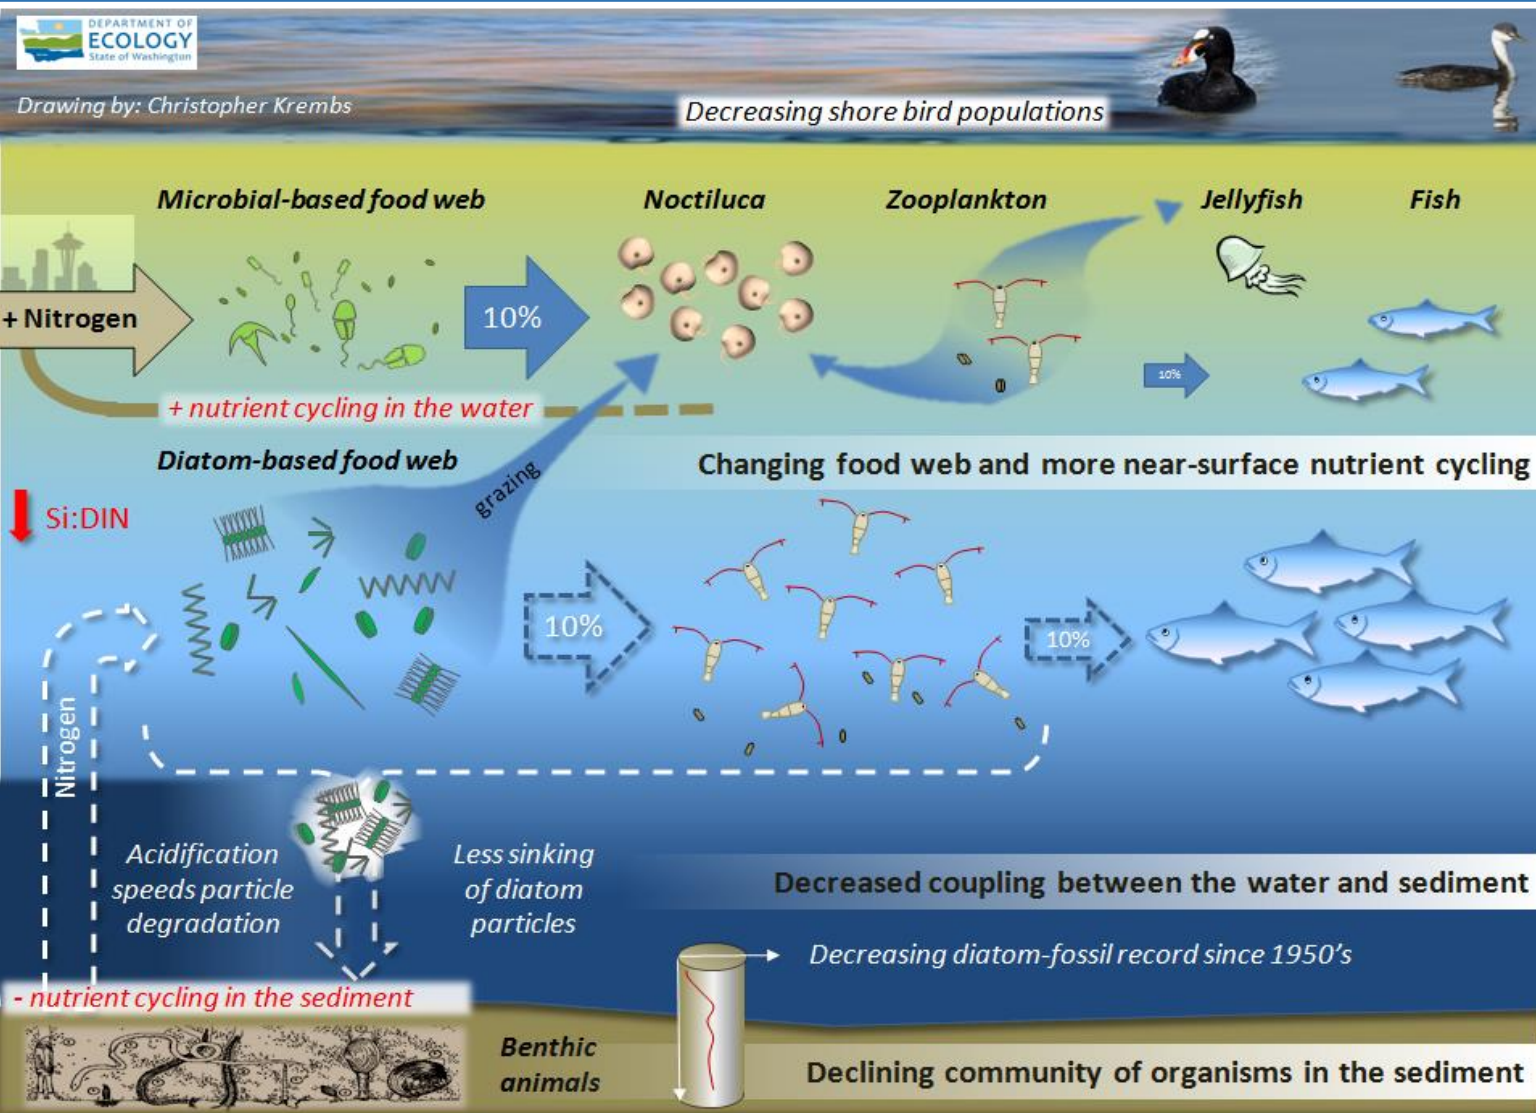 DEPARTMENT OF
ECOLOGY
State of Washington
Drawing by: Christopher Krembs
Decreasing shore bird populations
Microbial-based food web
Noctiluca
Zooplankton
Jellyfish
Fish
+ Nitrogen
10%
10%
+ nutrient cycling in the water
Diatom-based food web
grazing
Changing food web and more near-surface nutrient cycling
Si:DIN
10%
10%
Nitrogen
Acidification
speeds particle
degradation
Less sinking
of diatom
particles
Decreased coupling between the water and sediment
Decreasing diatom-fossil record since 1950's
- nutrient cycling in the sediment
Benthic
animals
Declining community of organisms in the sediment